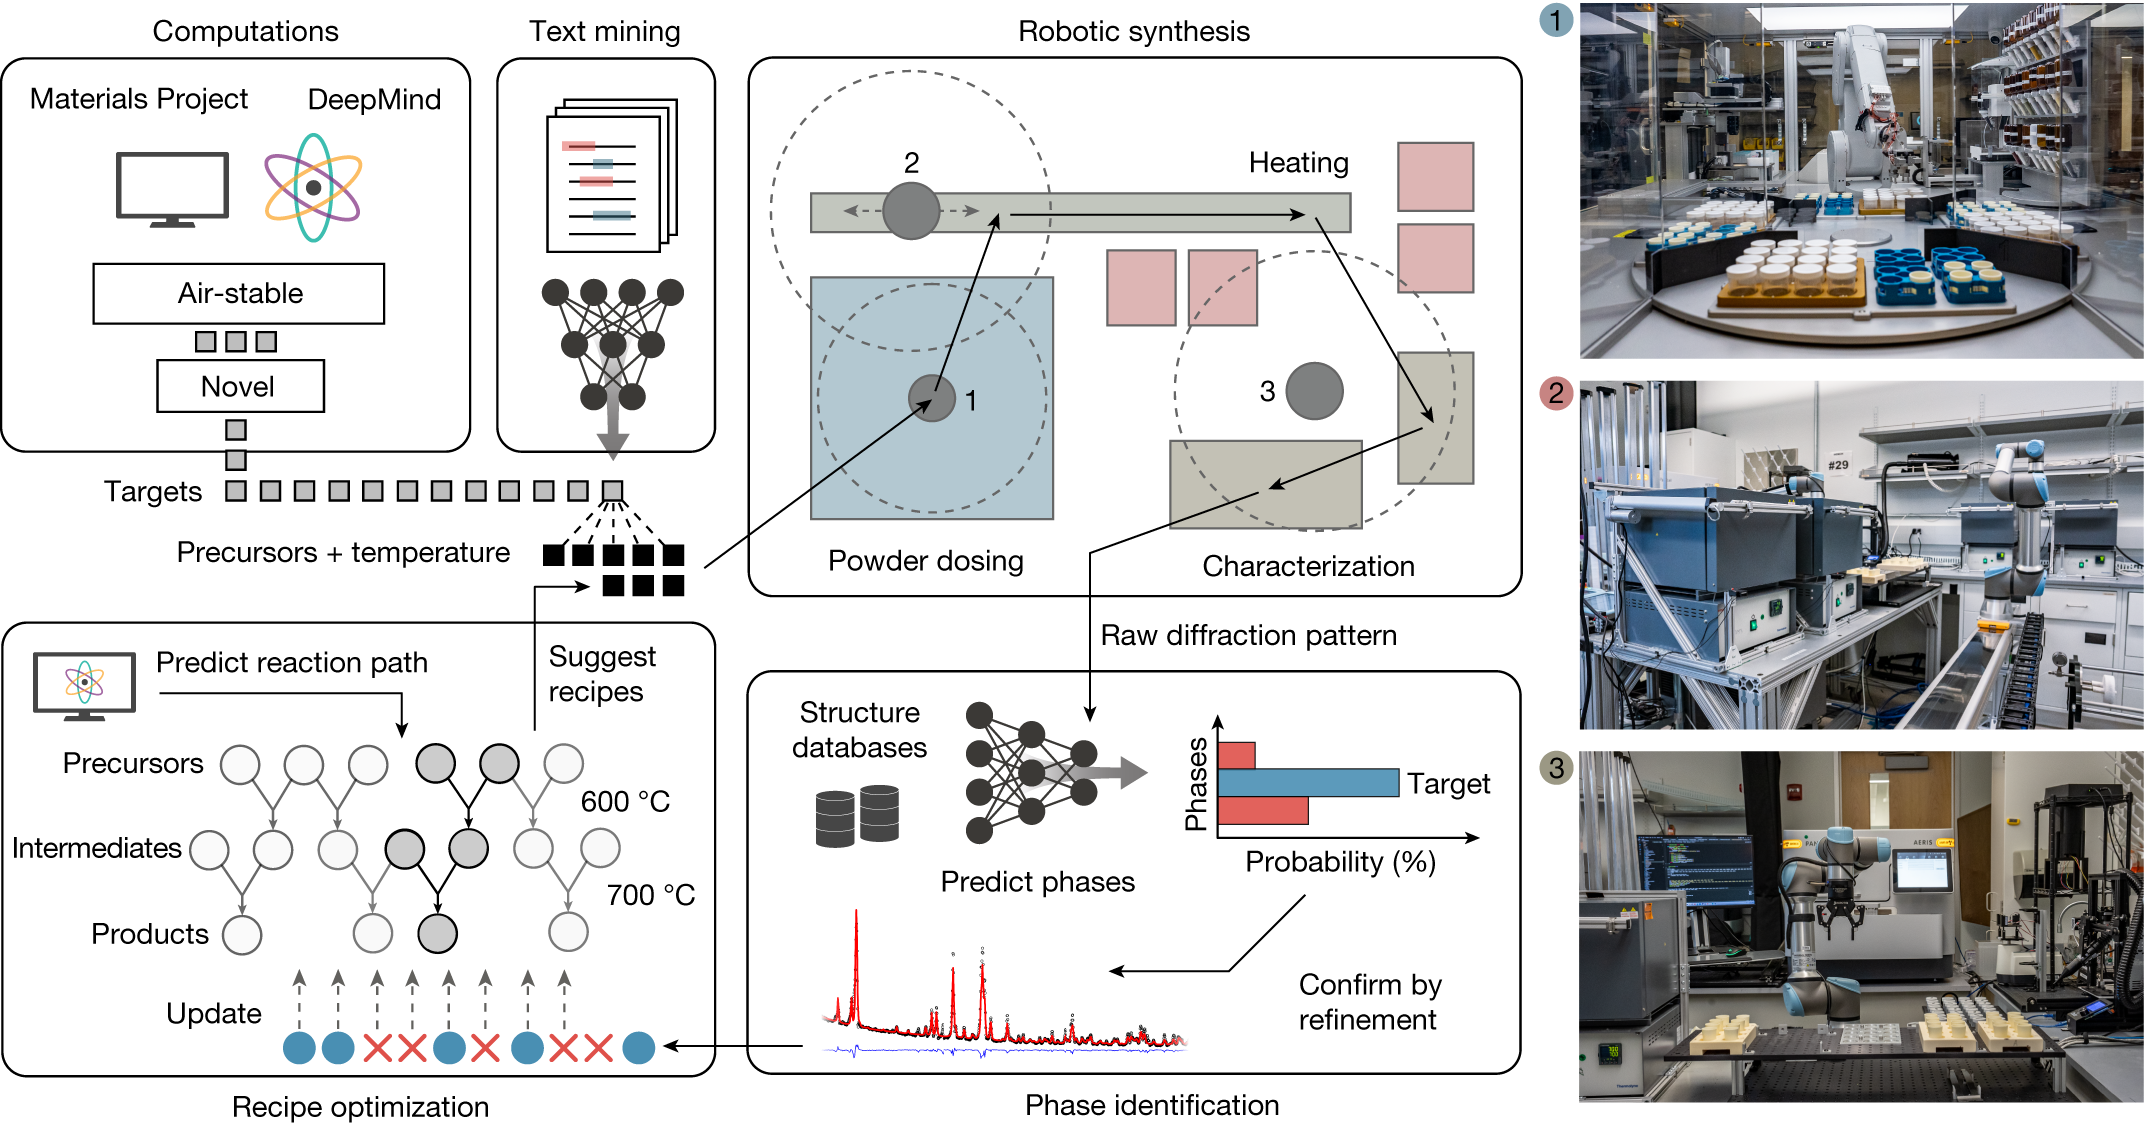 Computations
Materials Project
DeepMind
Air-stable
Novel
Targets
Precursors + temperature
Text mining
Robotic synthesis
2
Heating
1
3
Powder dosing
Characterization
Raw diffraction pattern
Predict reaction path
Suggest
recipes
Precursors
600 °C
Intermediates
700 °C
Products
Update
Recipe optimization
Structure
databases
Predict phases
Phases
Target
Probability (%)
Confirm by
refinement
Phase identification
1
2
#29
3
AERIS